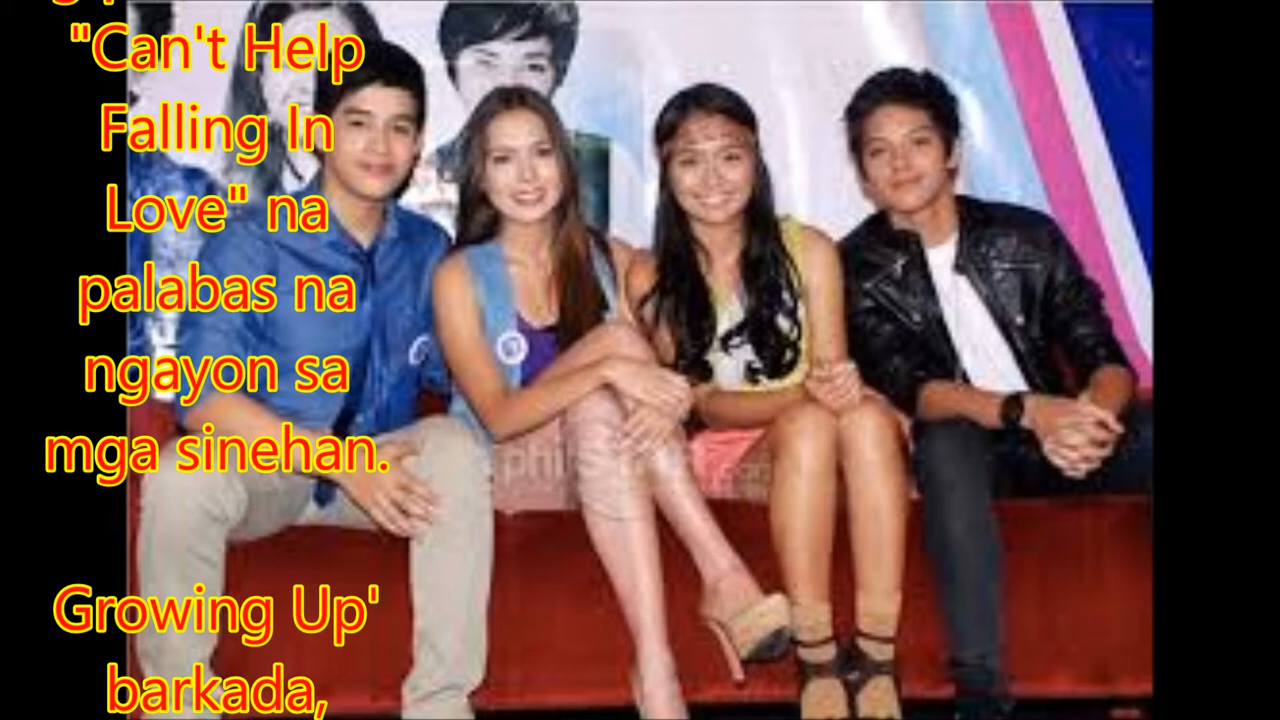 "Can't Help
Falling In
Love" na
palabas na
ngayon sa
mga sinehan.
Growing Up'
barkada,